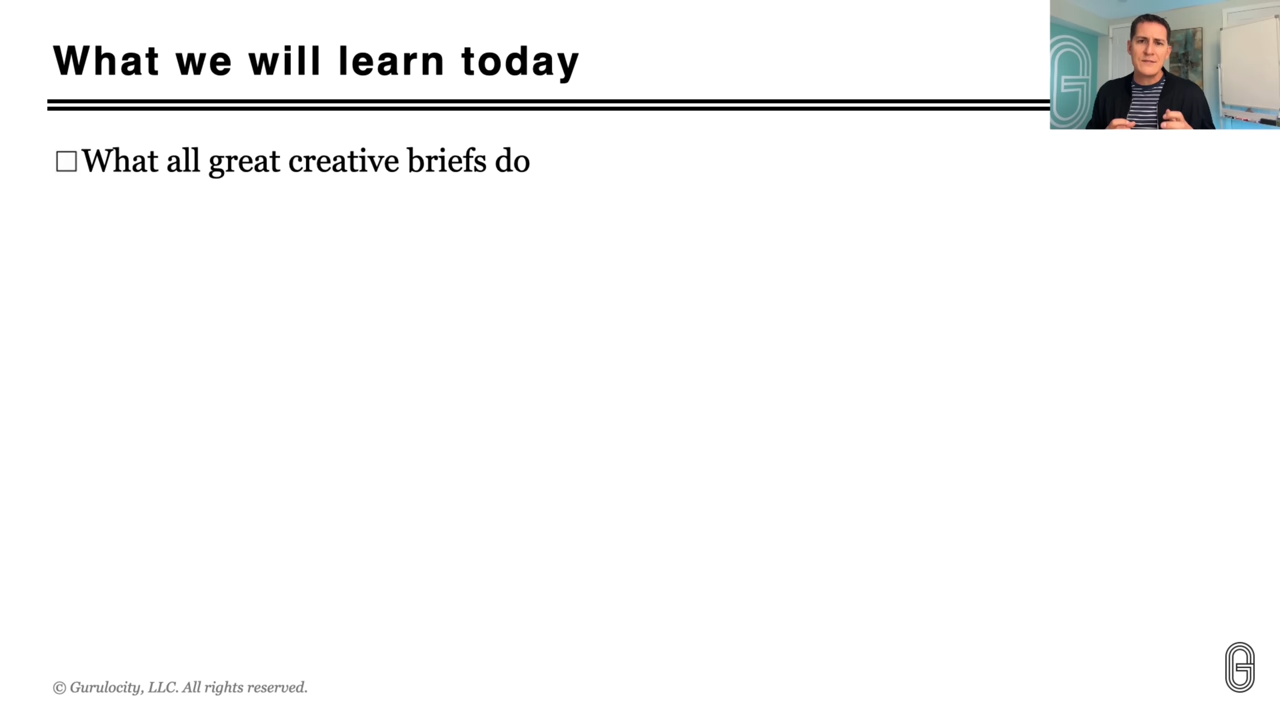 What we will learn today
☐What all great creative briefs do
© Gurulocity, LLC. All rights reserved.
G
G